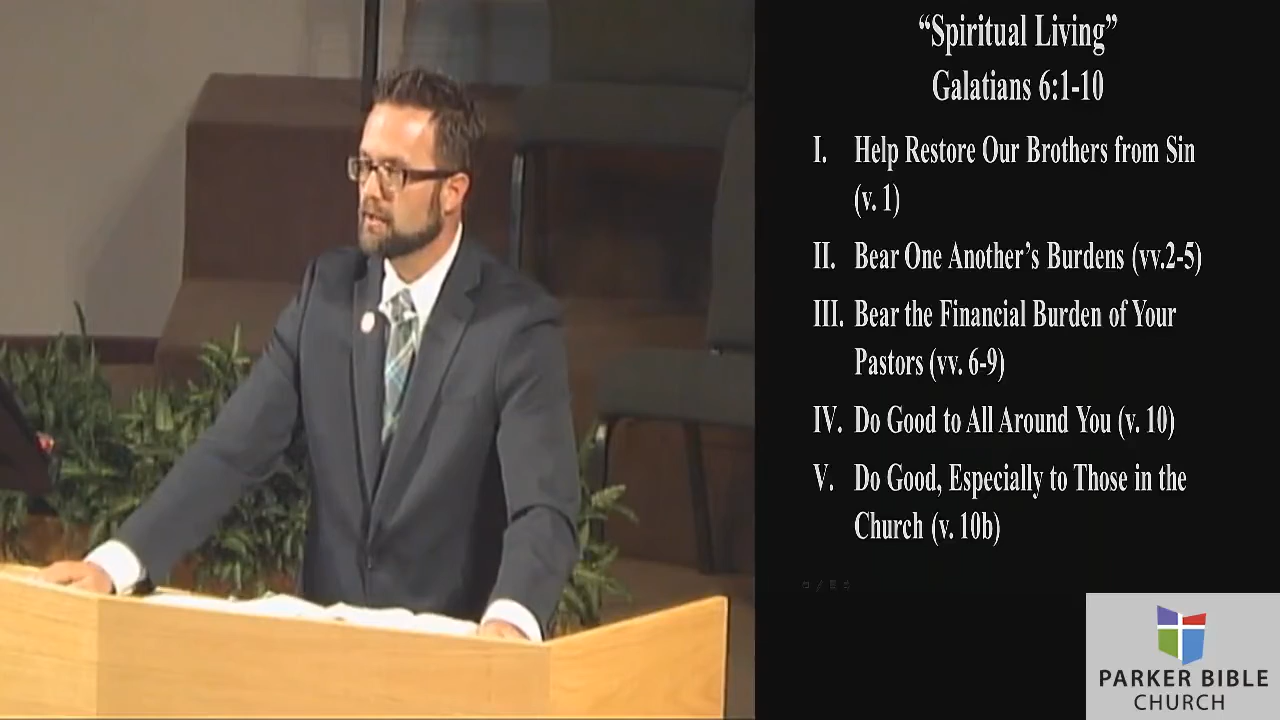 “Spiritual Living”
Galatians 6:1-10
I. Help Restore Our Brothers from Sin
(v. 1)
II. Bear One Another’s Burdens (vv.2-5)
III. Bear the Financial Burden of Your
Pastors (vv. 6-9)
IV. Do Good to All Around You (v. 10)
V. Do Good, Especially to Those in the
Church (v. 10b)
PARKER BIBLE
CHURCH